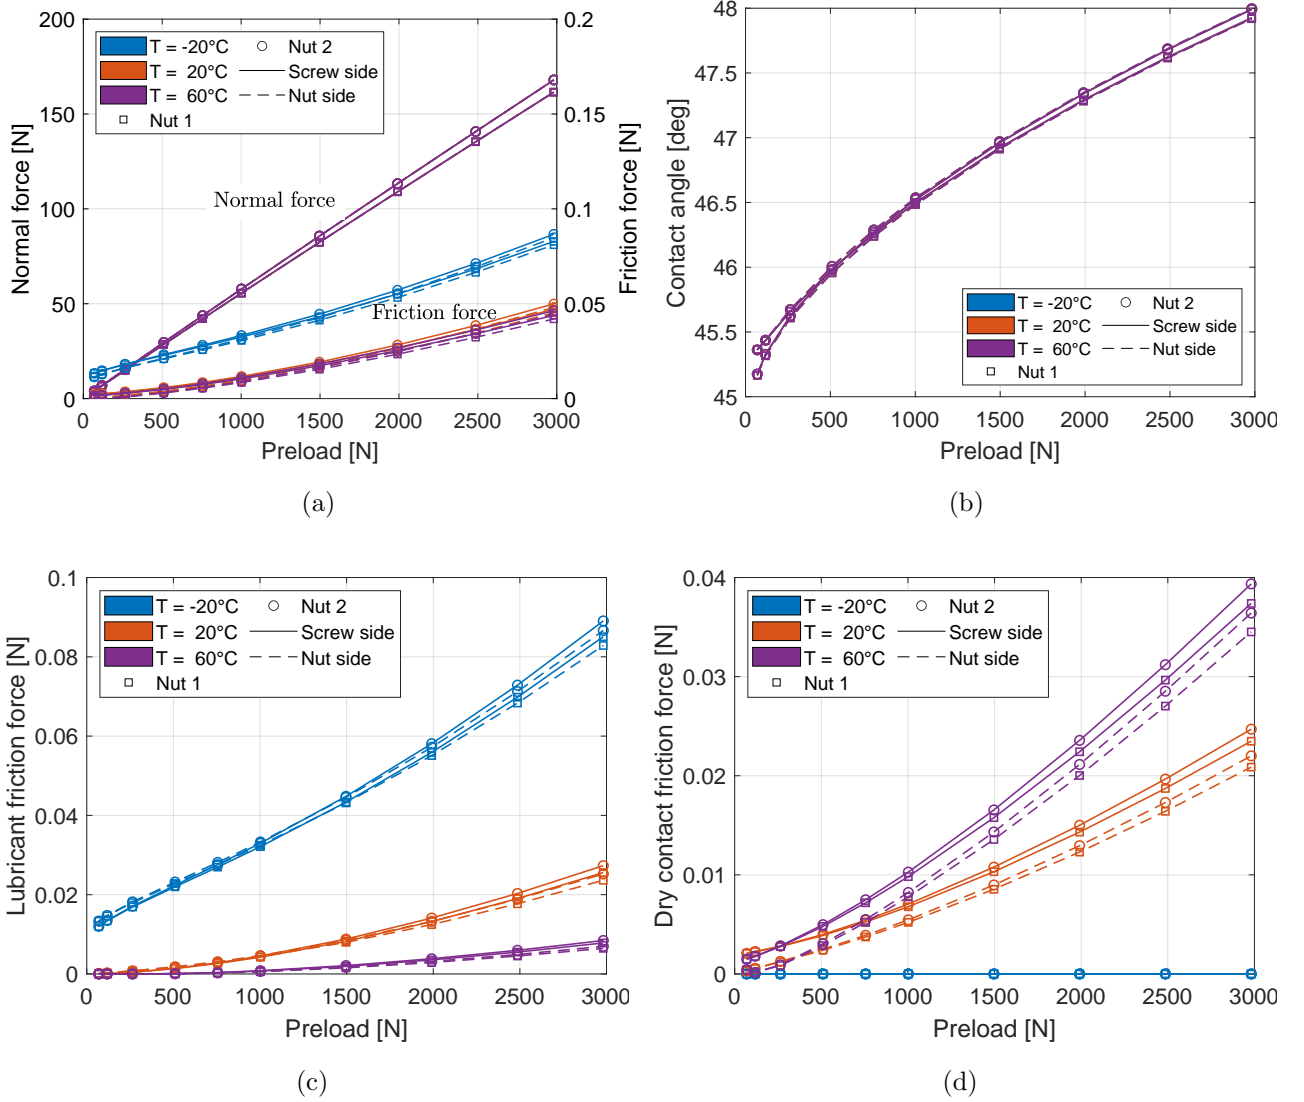 200
150
100
50
0
Normal force [N]
0.2
0.15
0.1
0.05
0
Friction force [N]
T = -20°C
T = 20°C
T = 60°C
Nut 1
Nut 2
Screw side
Nut side
Normal force
Friction force
0 500 1000 1500 2000 2500 3000
Preload [N]
(a)
48
47.5
47
46.5
46
45.5
45
Contact angle [deg]
T = -20°C
T = 20°C
T = 60°C
Nut 1
Nut 2
Screw side
Nut side
0 500 1000 1500 2000 2500 3000
Preload [N]
(b)
0.1
0.08
0.06
0.04
0.02
0
Lubricant friction force [N]
T = -20°C
T = 20°C
T = 60°C
Nut 1
Nut 2
Screw side
Nut side
0 500 1000 1500 2000 2500 3000
Preload [N]
(c)
0.04
0.03
0.02
0.01
0
Dry contact friction force [N]
T = -20°C
T = 20°C
T = 60°C
Nut 1
Nut 2
Screw side
Nut side
0 500 1000 1500 2000 2500 3000
Preload [N]
(d)